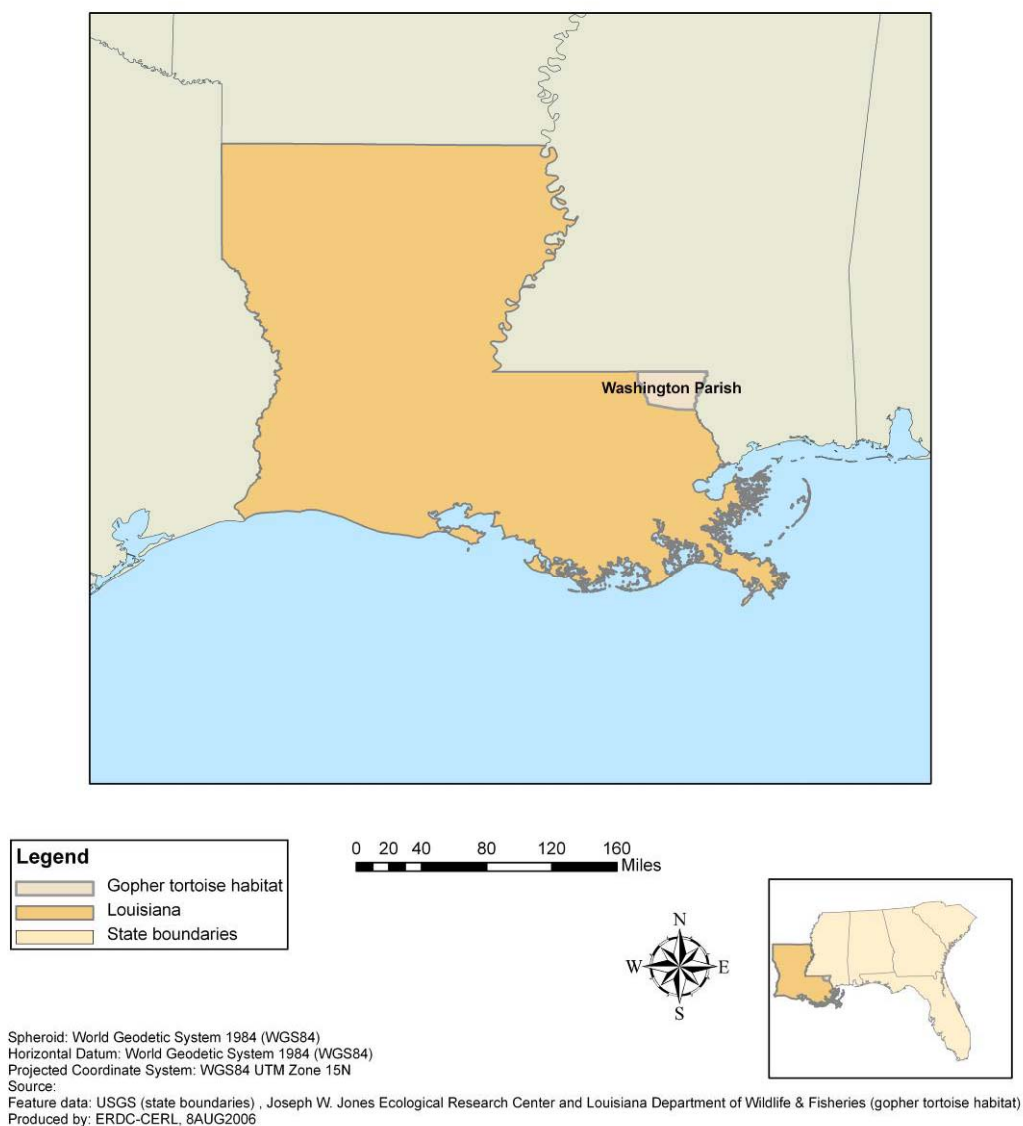 Washington Parish
Legend
Gopher tortoise habitat
Louisiana
State boundaries
0 20 40 80 120 160
Miles
N
W E
S
Spheroid: World Geodetic System 1984 (WGS84)
Horizontal Datum: World Geodetic System 1984 (WGS84)
Projected Coordinate System: WGS84 UTM Zone 15N
Source:
Feature data: USGS (state boundaries) , Joseph W. Jones Ecological Research Center and Louisiana Department of Wildlife & Fisheries (gopher tortoise habitat)
Produced by: ERDC-CERL, 8AUG2006